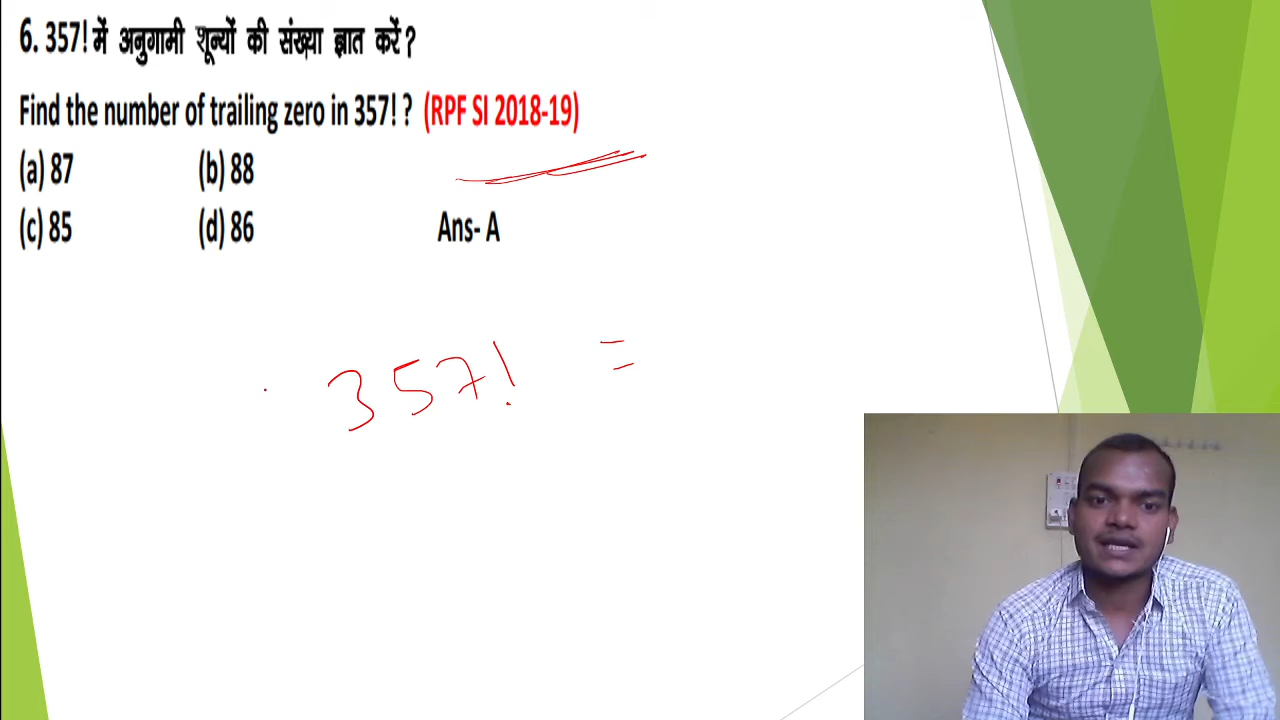 6. 357! में अनुगामी शून्यों की संख्या ज्ञात करें ?
Find the number of trailing zero in 357! ? (RPF SI 2018-19)
(a) 87 (b) 88
(c) 85 (d) 86 Ans- A
357! =